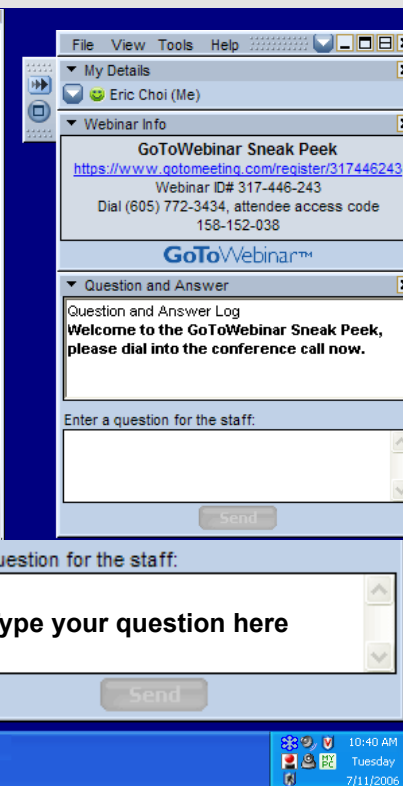 File View Tools Help
My Details
Eric Choi (Me)
Webinar Info
GoToWebinar Sneak Peek
https://www.gotomeeting.com/register/317446243
Webinar ID# 317-446-243
Dial (605) 772-3434, attendee access code
158-152-038
GoToWebinar™
Question and Answer
Question and Answer Log
Welcome to the GoToWebinar Sneak Peek,
please dial into the conference call now.
Enter a question for the staff:
Send
uestion for the staff:
ype your question here
Send
10:40 AM
MY PC Tuesday
7/11/2006